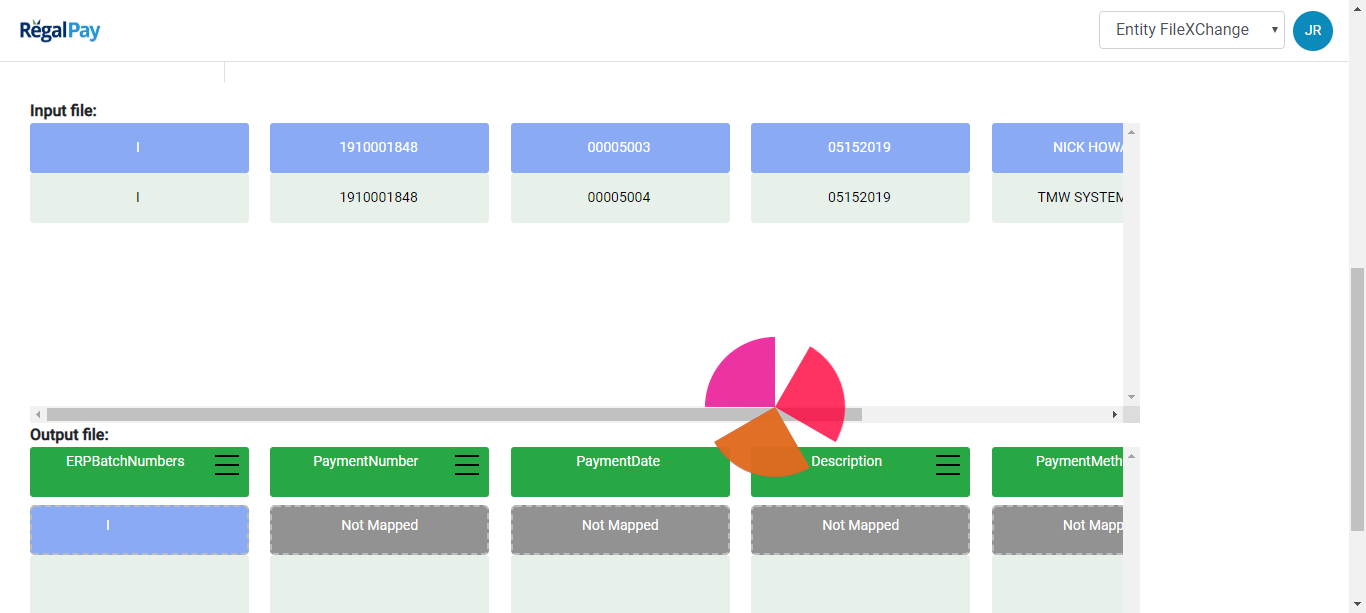 RegalPay
Entity FileXChange
JR
Input file:
I 1910001848 00005003 05152019 NICK HOWA
I 1910001848 00005004 05152019 TMW SYSTEM
Output file:
ERPBatchNumbers PaymentNumber PaymentDate Description PaymentMeth
I Not Mapped Not Mapped Not Mapped Not Mapp